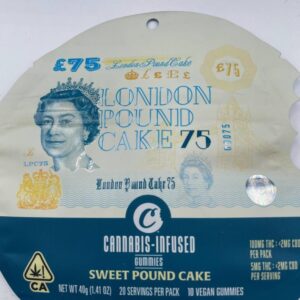 £75
London Pound Cake
£75
LONDON
POUND
CAKE 75
LPC75
London Pound Cake 75
C
CANNABIS-INFUSED
GUMMIES
SWEET POUND CAKE
NET WT 40g (1.41 OZ) 20 SERVINGS PER PACK 10 VEGAN GUMMIES
100MG THC <2MG CBD
PER PACK
5MG THC <2MG CBD
PER SERVING
CA